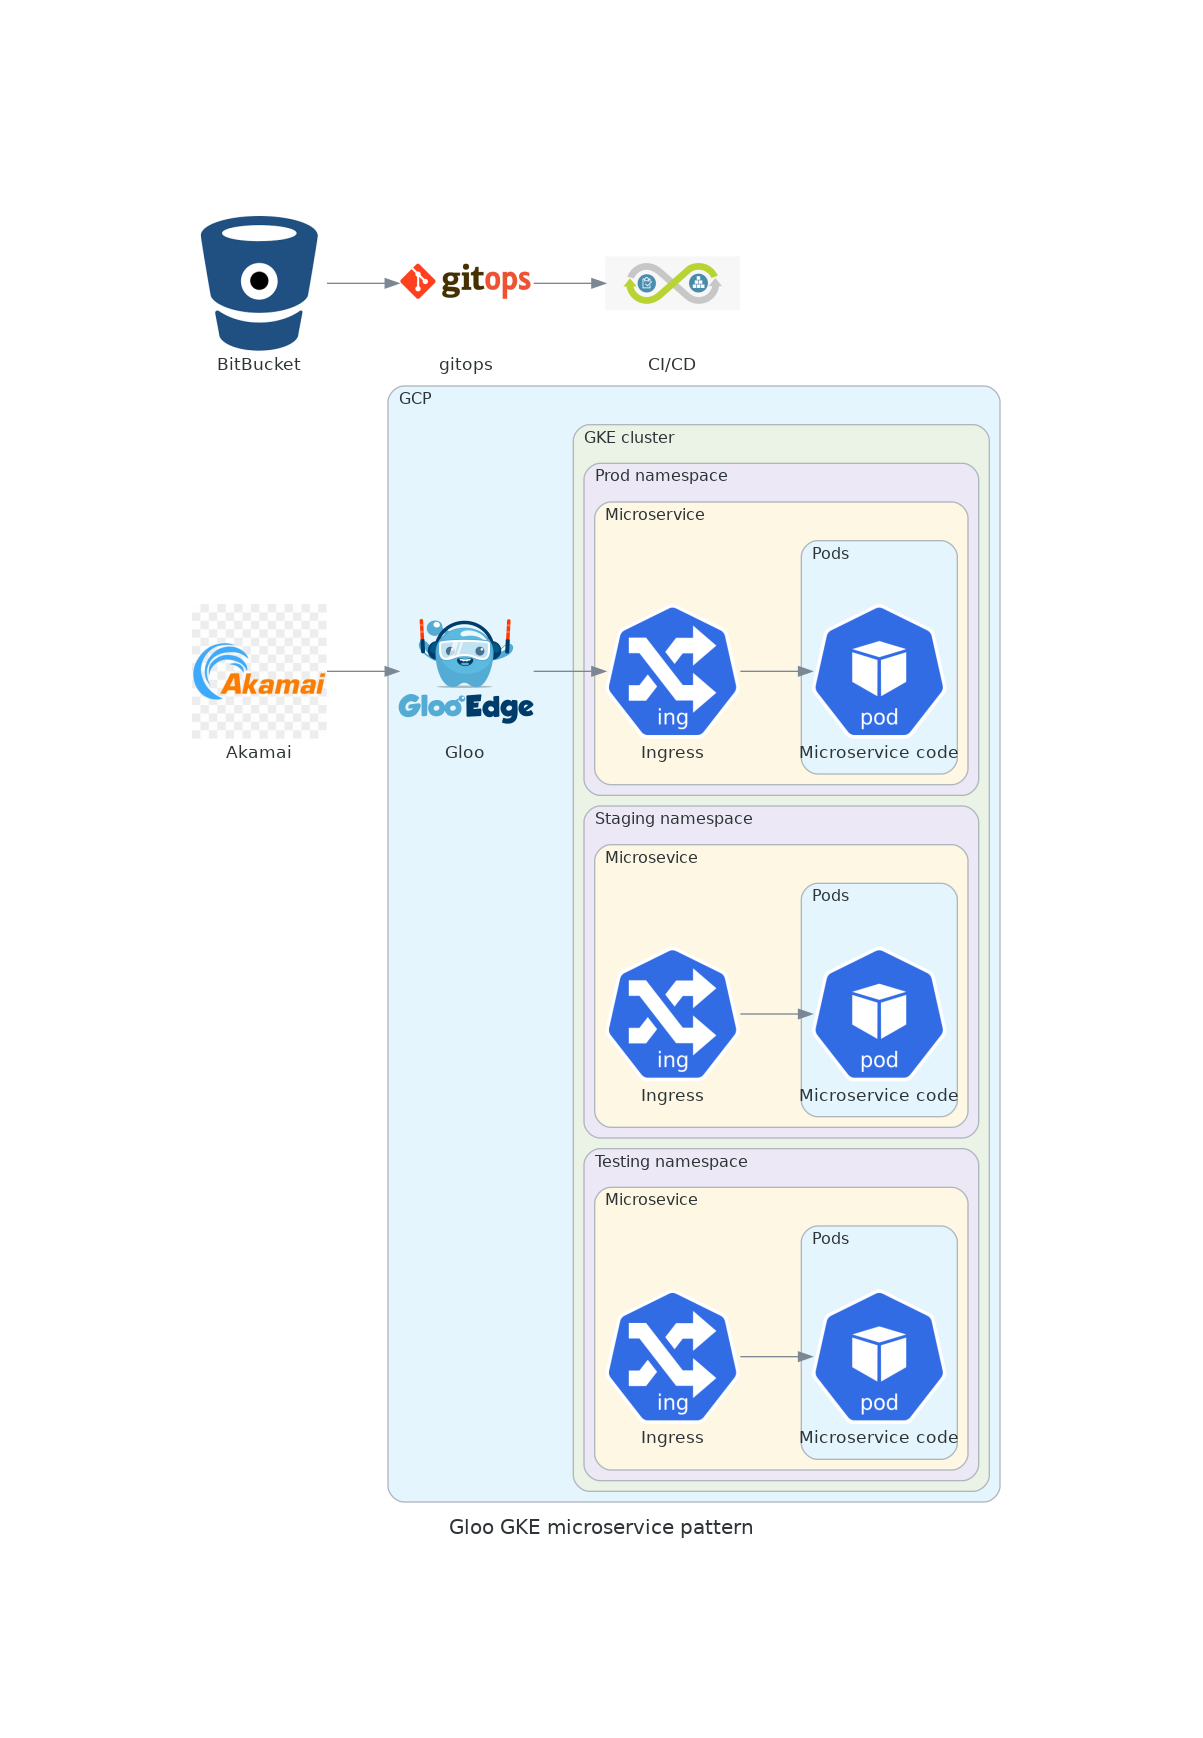 gitops
BitBucket
gitops
CI/CD
GCP
GKE cluster
Prod namespace
Microservice
Pods
Akamai
Gloo Edge
ing
pod
Akamai
Gloo
Ingress
Microservice code
Staging namespace
Microsevice
Pods
ing
pod
Ingress
Microservice code
Testing namespace
Microsevice
Pods
ing
pod
Ingress
Microservice code
Gloo GKE microservice pattern